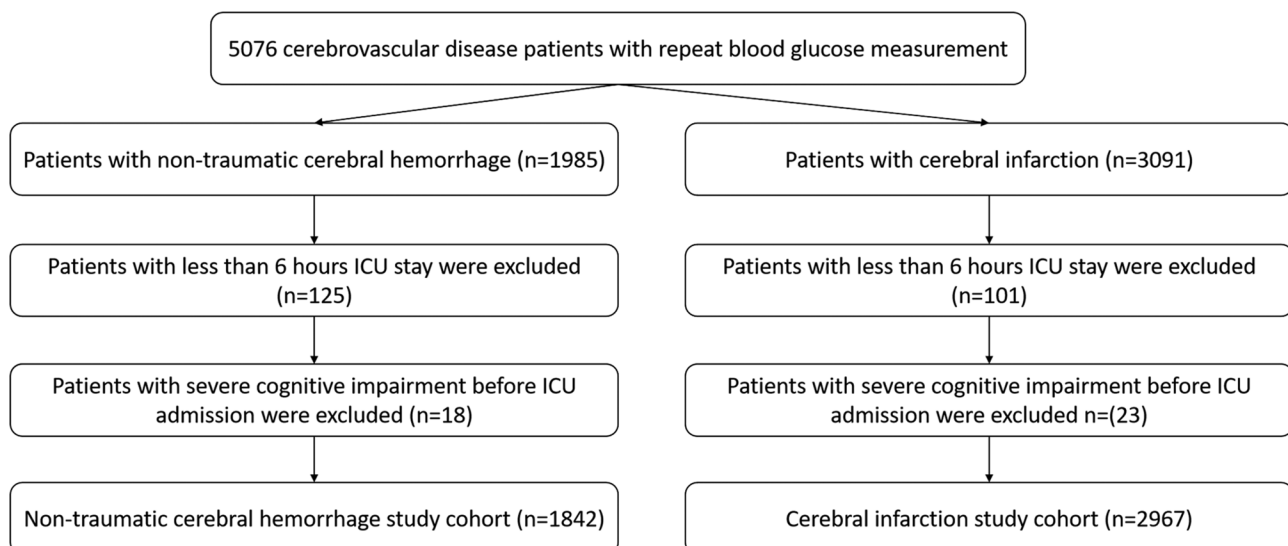 5076 cerebrovascular disease patients with repeat blood glucose measurement
Patients with non-traumatic cerebral hemorrhage (n=1985)
Patients with cerebral infarction (n=3091)
Patients with less than 6 hours ICU stay were excluded
(n=125)
Patients with less than 6 hours ICU stay were excluded
(n=101)
Patients with severe cognitive impairment before ICU
admission were excluded (n=18)
Patients with severe cognitive impairment before ICU
admission were excluded n=(23)
Non-traumatic cerebral hemorrhage study cohort (n=1842)
Cerebral infarction study cohort (n=2967)